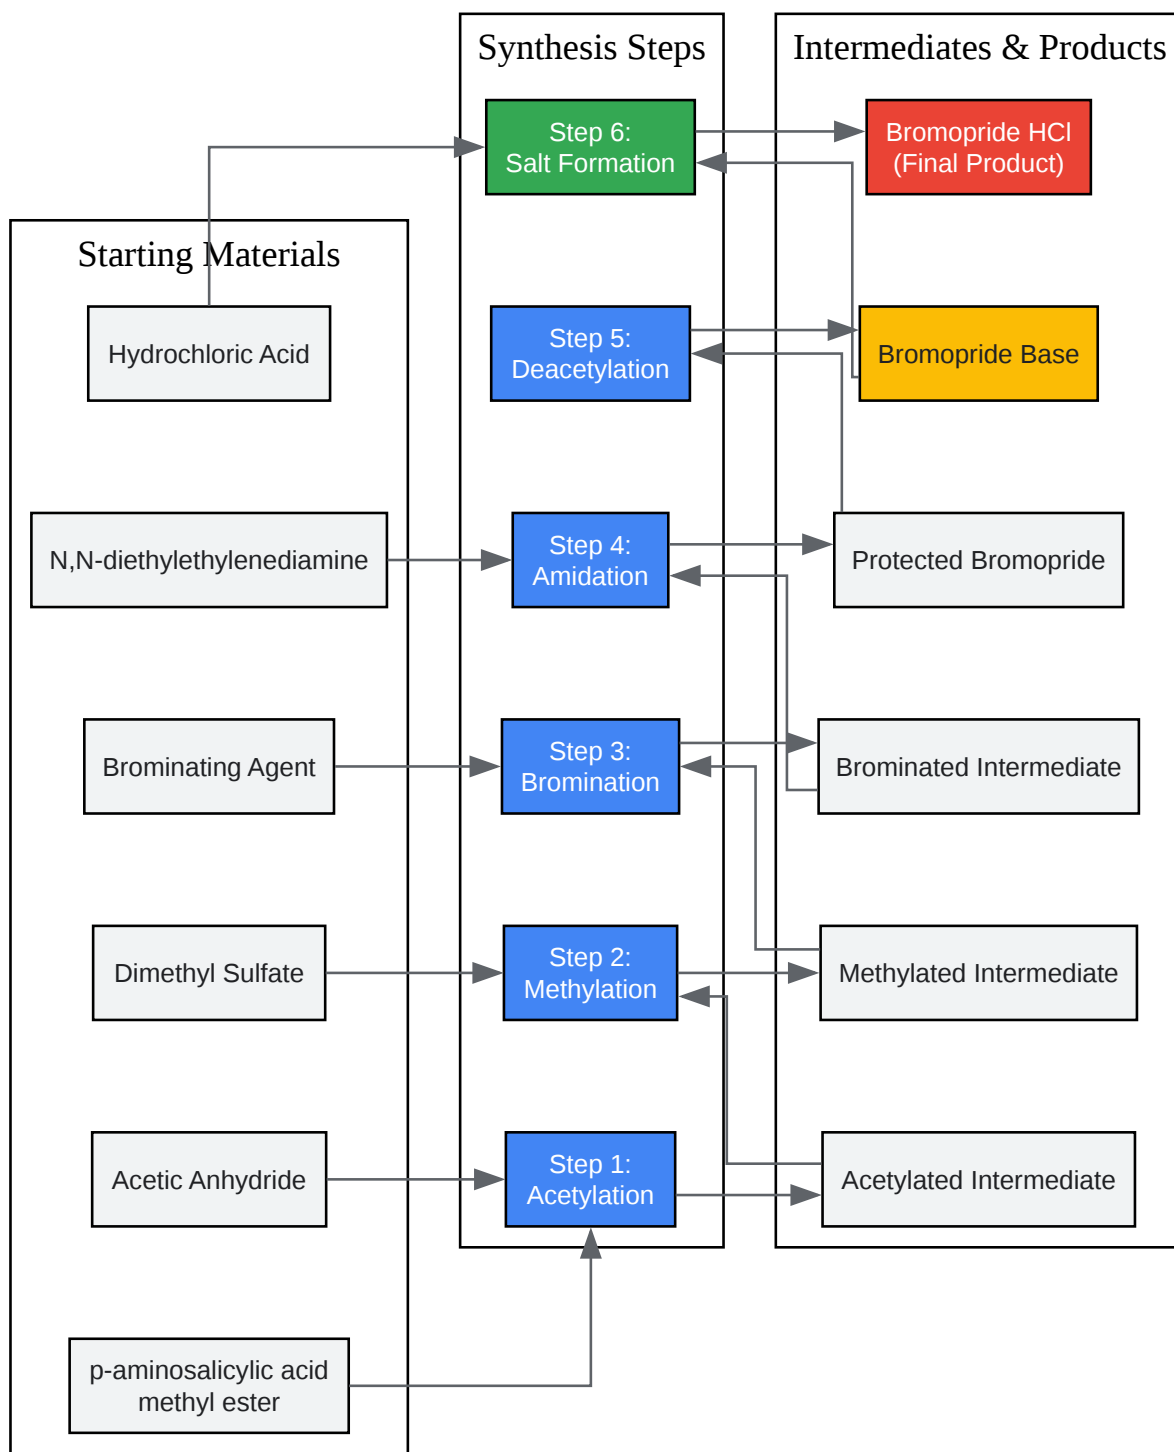 Synthesis Steps
Intermediates & Products
Step 6:
Salt Formation
Bromopride HCl
(Final Product)
Starting Materials
Hydrochloric Acid
Step 5:
Deacetylation
Bromopride Base
N,N-diethylethylenediamine
Step 4:
Amidation
Protected Bromopride
Brominating Agent
Step 3:
Bromination
Brominated Intermediate
Dimethyl Sulfate
Step 2:
Methylation
Methylated Intermediate
Acetic Anhydride
Step 1:
Acetylation
Acetylated Intermediate
p-aminosalicylic acid
methyl ester